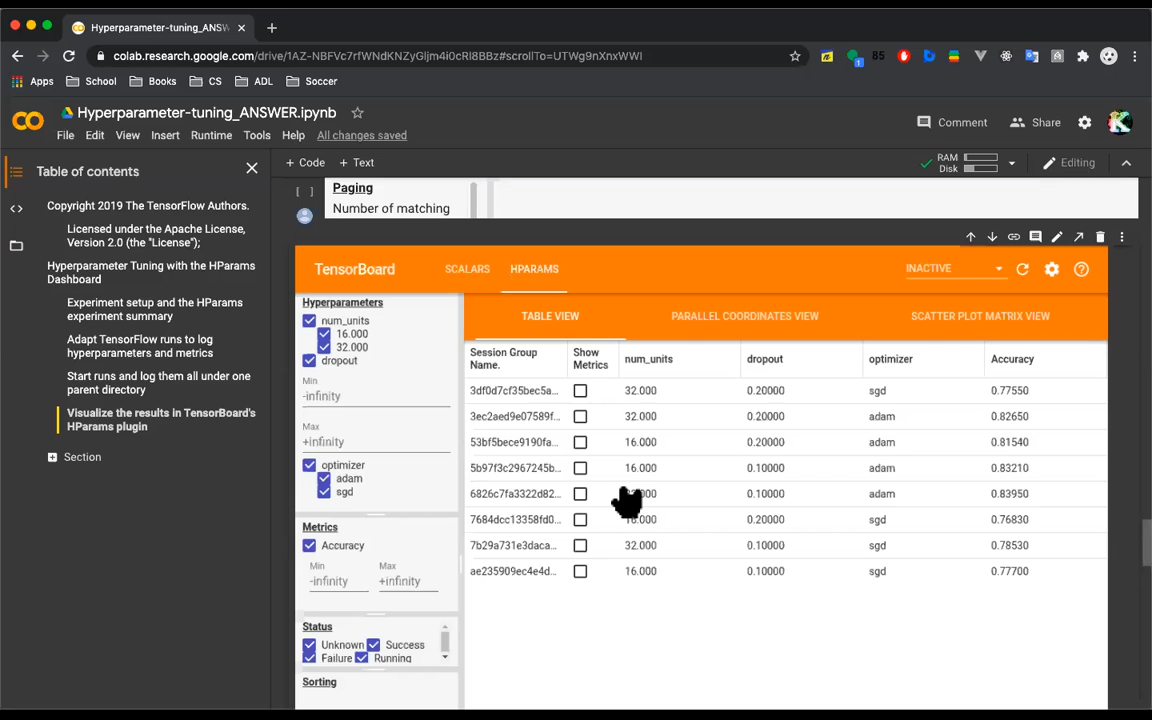 Hyperparameter-tuning_ANSW
colab.research.google.com/drive/1AZ-NBFVc7rfWNdKNZyGljm4i0cRl8BBz#scrollTo=UTWg9nXnxWWI
85
1
Apps School Books CS ADL Soccer
Hyperparameter-tuning_ANSWER.ipynb
File Edit View Insert Runtime Tools Help All changes saved
Comment Share
Table of contents
+ Code + Text
RAM
Disk
Editing
Copyright 2019 The TensorFlow Authors.
Licensed under the Apache License,
Version 2.0 (the "License");
Hyperparameter Tuning with the HParams
Dashboard
Experiment setup and the HParams
experiment summary
Adapt TensorFlow runs to log
hyperparameters and metrics
Start runs and log them all under one
parent directory
Visualize the results in TensorBoard's
HParams plugin
Section
[ ]
Paging
Number of matching
TensorBoard SCALARS HPARAMS INACTIVE
Hyperparameters
num_units
16.000
32.000
dropout
Min
-infinity
Max
+infinity
optimizer
adam
sgd
Metrics
Accuracy
Min Max
-infinity +infinity
Status
Unknown Success
Failure Running
Sorting
TABLE VIEW PARALLEL COORDINATES VIEW SCATTER PLOT MATRIX VIEW
Session Group Name. Show Metrics num_units dropout optimizer Accuracy
3df0d7cf35bec5a... 32.000 0.20000 sgd 0.77550
3ec2aed9e07589f... 32.000 0.20000 adam 0.82650
53bf5bece9190fa... 16.000 0.20000 adam 0.81540
5b97f3c2967245b... 16.000 0.10000 adam 0.83210
6826c7fa3322d82... 0.10000 adam 0.83950
7684dcc13358fd0... 0.20000 sgd 0.76830
7b29a731e3daca... 32.000 0.10000 sgd 0.78530
ae235909ec4e4d... 16.000 0.10000 sgd 0.77700